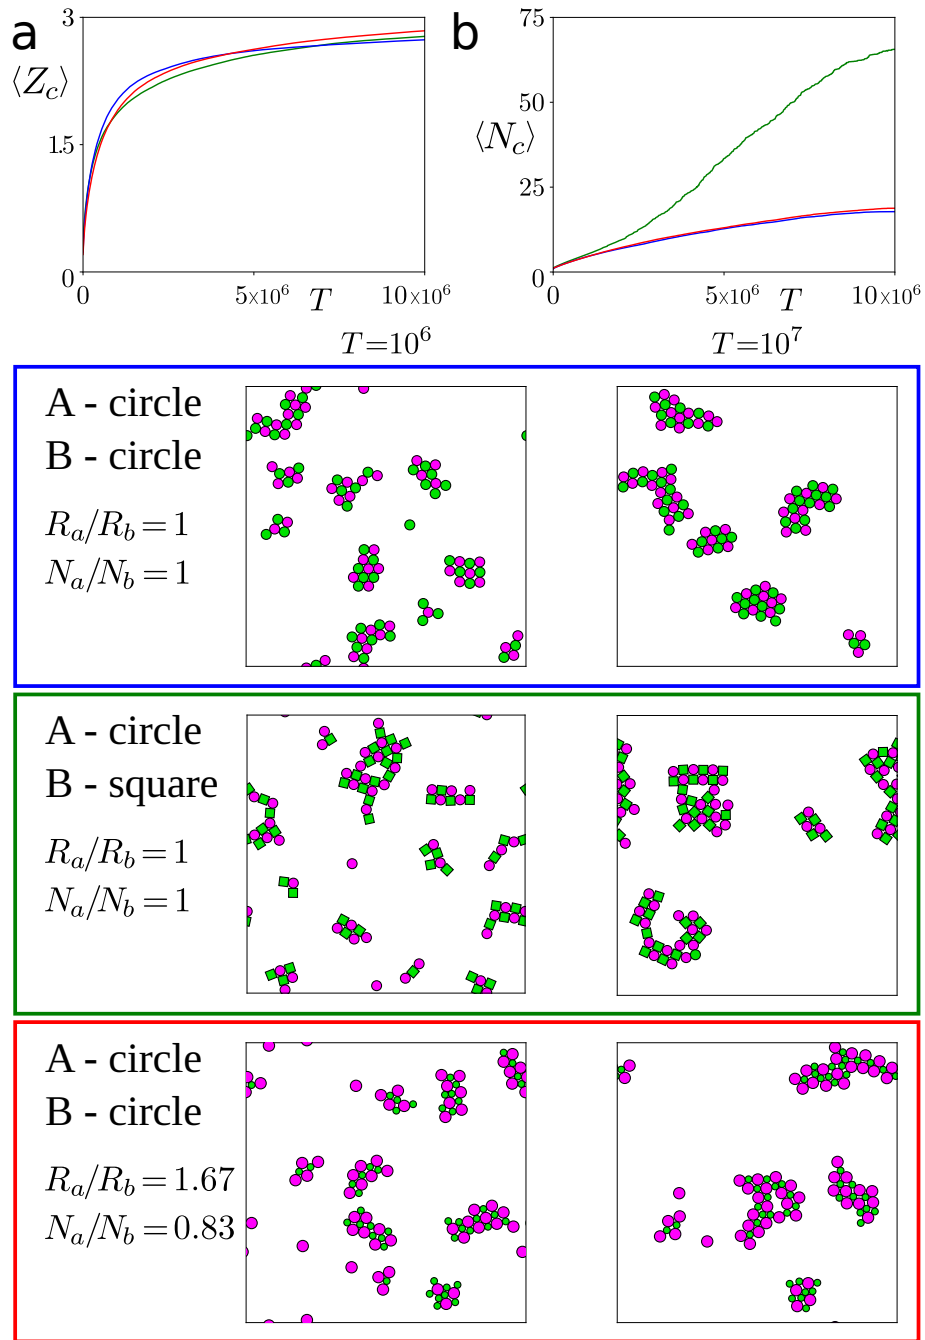 a
⟨Z_c⟩
3
1.5
0
0
5×10⁶
T
10×10⁶
b
⟨N_c⟩
75
50
25
0
0
5×10⁶
T
10×10⁶
T=10⁶
T=10⁷
A - circle
B - circle
R_a/R_b=1
N_a/N_b=1
A - circle
B - square
R_a/R_b=1
N_a/N_b=1
A - circle
B - circle
R_a/R_b=1.67
N_a/N_b=0.83